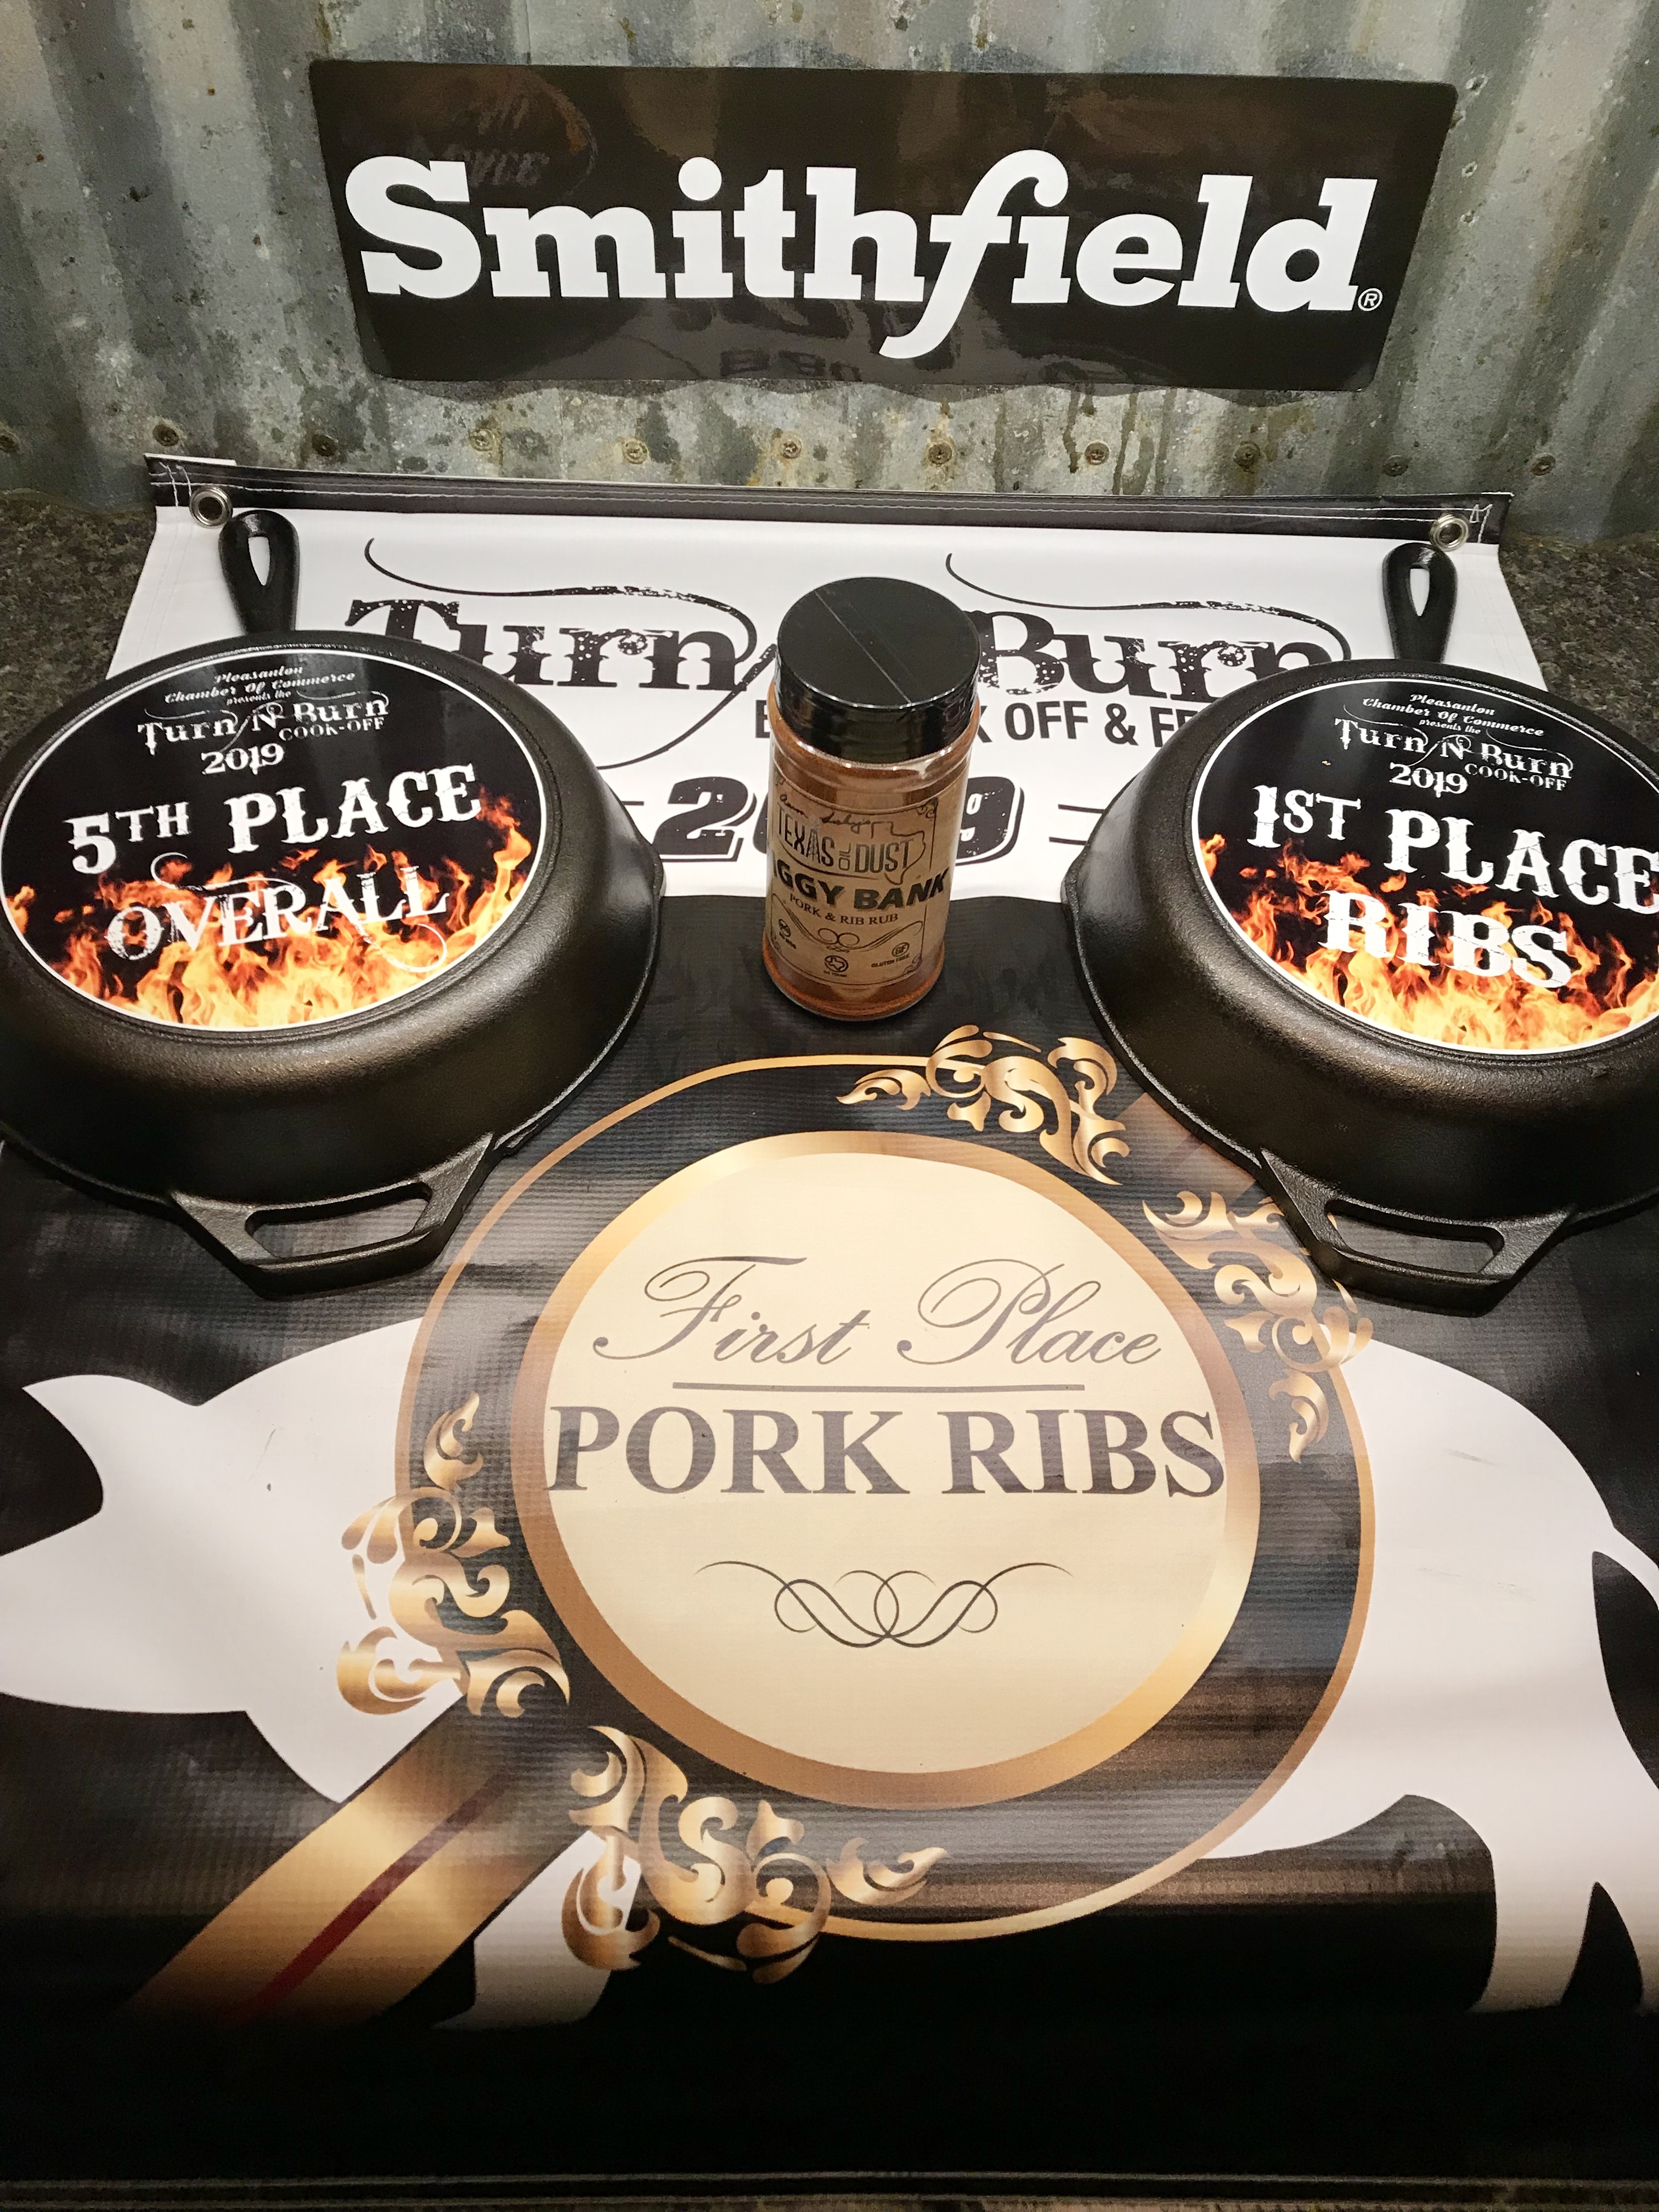 Smithfield®
Turn Burn
OFF &
Pleasanton
Chamber Of Commerce
presents the
Turn N Burn
COOK-OFF
2019
5TH PLACE
OVERALL
TEXAS OIL DUST
IGGY BANK
PORK & RIB RUB
GLUTEN FREE
Pleasanton
Chamber Of Commerce
presents the
Turn N Burn
COOK-OFF
2019
1ST PLACE
RIBS
First Place
PORK RIBS